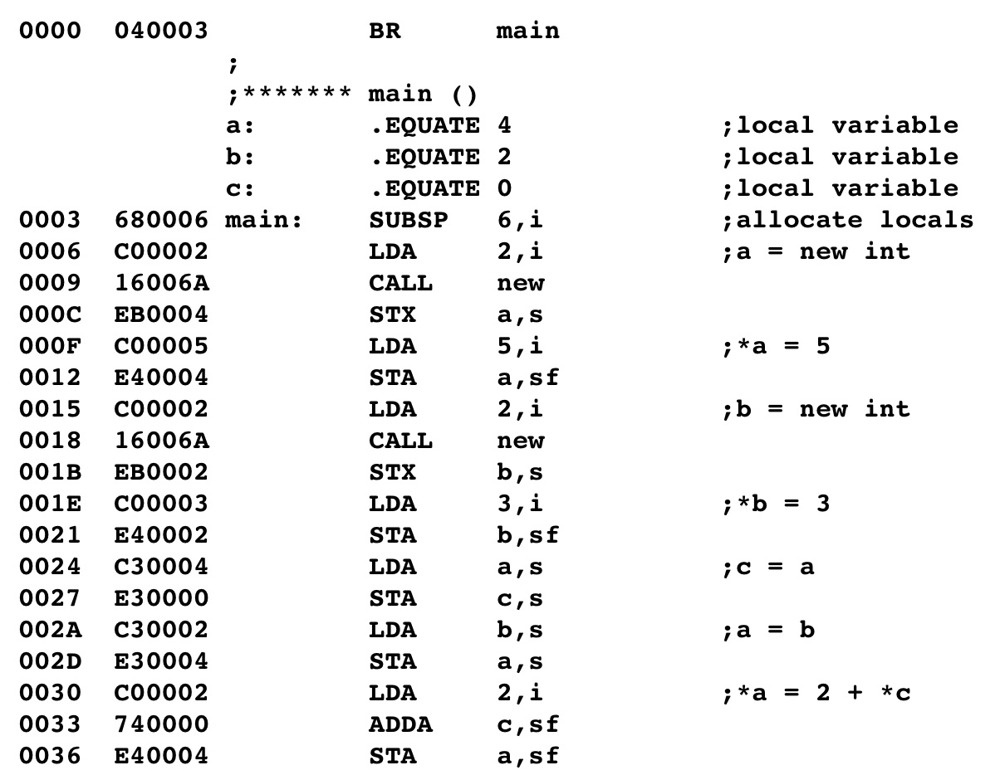 0000  040003           BR      main
               ;
               ;******* main ()
               a:      .EQUATE 4              ;local variable
               b:      .EQUATE 2              ;local variable
               c:      .EQUATE 0              ;local variable
0003  680006 main:     SUBSP   6,i            ;allocate locals
0006  C00002           LDA     2,i            ;a = new int
0009  16006A           CALL    new
000C  EB0004           STX     a,s
000F  C00005           LDA     5,i            ;*a = 5
0012  E40004           STA     a,sf
0015  C00002           LDA     2,i            ;b = new int
0018  16006A           CALL    new
001B  EB0002           STX     b,s
001E  C00003           LDA     3,i            ;*b = 3
0021  E40002           STA     b,sf
0024  C30004           LDA     a,s            ;c = a
0027  E30000           STA     c,s
002A  C30002           LDA     b,s            ;a = b
002D  E30004           STA     a,s
0030  C00002           LDA     2,i            ;*a = 2 + *c
0033  740000           ADDA    c,sf
0036  E40004           STA     a,sf